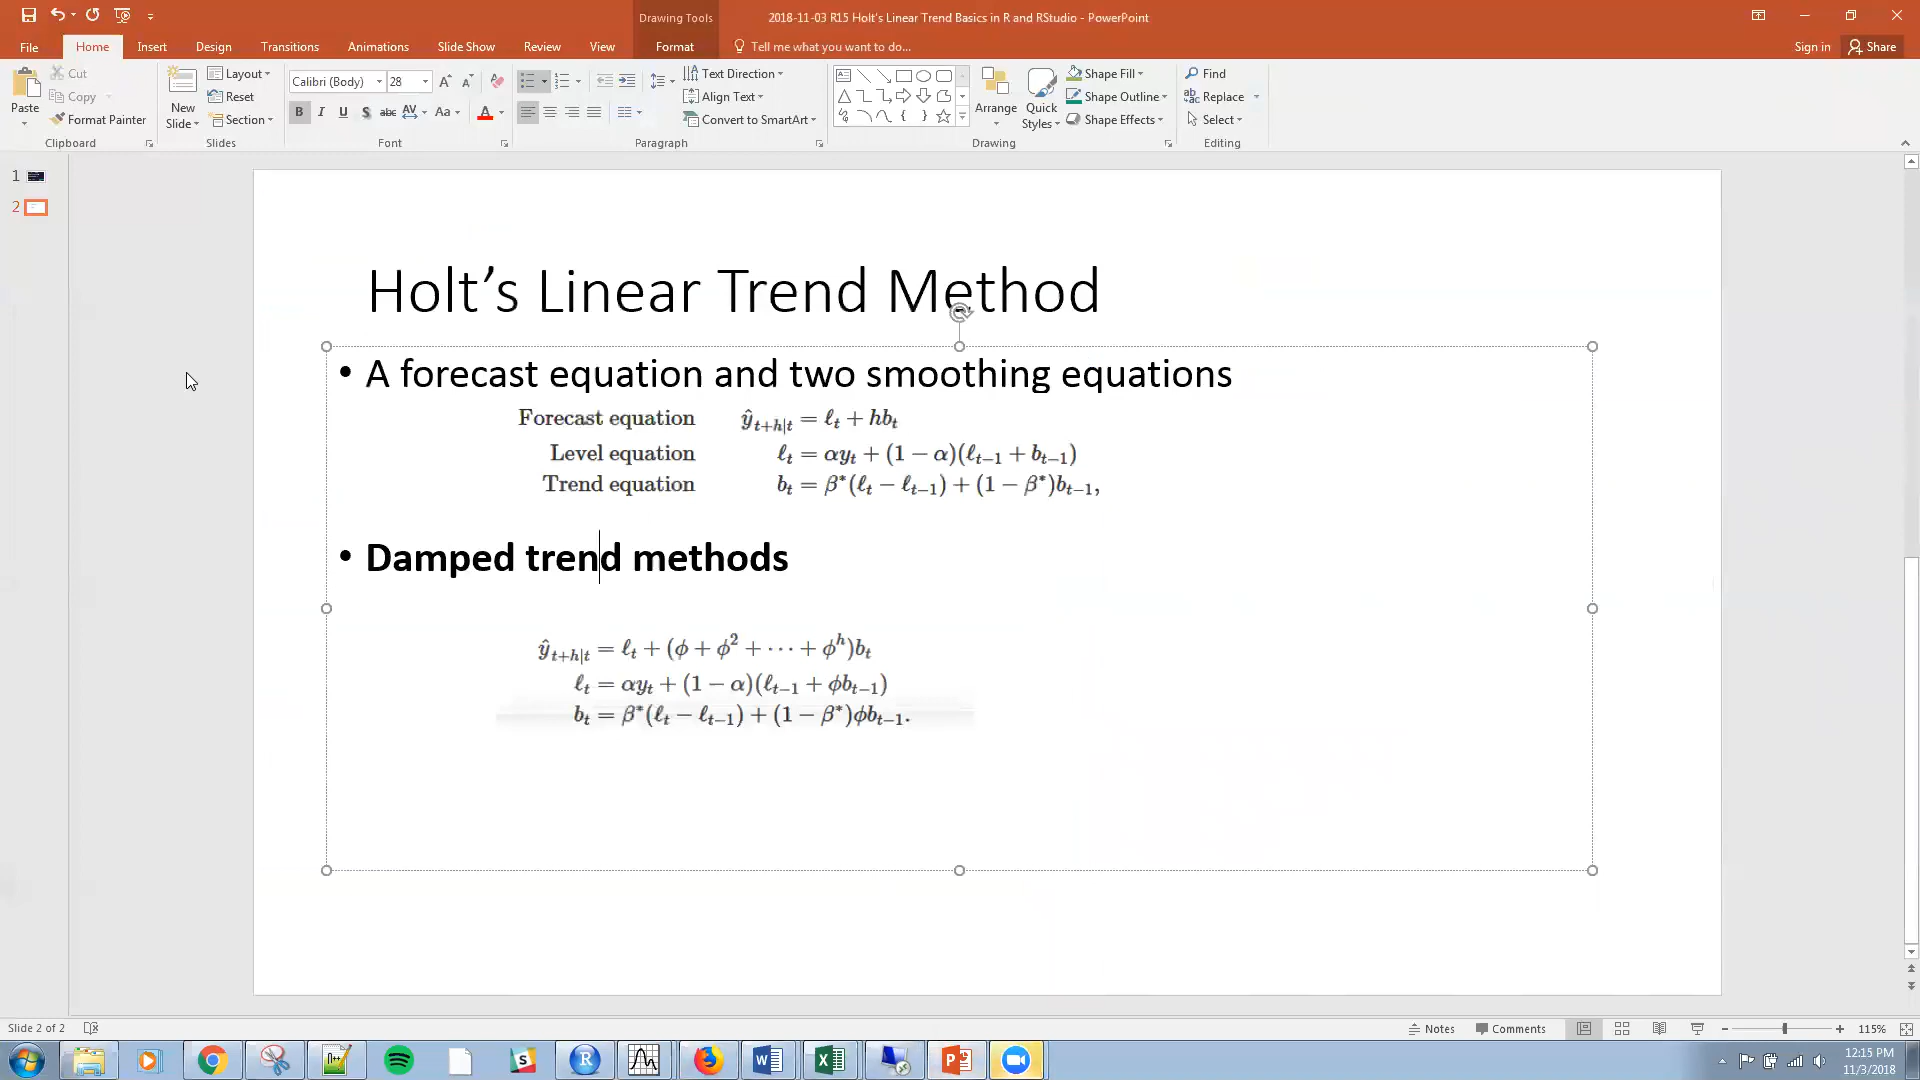 Drawing Tools
2018-11-03 R15 Holt's Linear Trend Basics in R and RStudio - PowerPoint
File Home Insert Design Transitions Animations Slide Show Review View Format Tell me what you want to do... Sign in Share
Paste Cut Copy Format Painter
New Slide Layout Reset Section
Calibri (Body) 28
B I U S abc AV Aa A
Text Direction Align Text Convert to SmartArt
Arrange Quick Styles Shape Fill Shape Outline Shape Effects
Find Replace Select
Clipboard Slides Font Paragraph Drawing Editing
1
2
Holt's Linear Trend Method
• A forecast equation and two smoothing equations
Forecast equation ŷ_{t+h|t} = ℓ_t + hb_t
Level equation ℓ_t = αy_t + (1 − α)(ℓ_{t−1} + b_{t−1})
Trend equation b_t = β*(ℓ_t − ℓ_{t−1}) + (1 − β*)b_{t−1},
• Damped trend methods
ŷ_{t+h|t} = ℓ_t + (ϕ + ϕ² + ⋯ + ϕ^h)b_t
ℓ_t = αy_t + (1 − α)(ℓ_{t−1} + ϕb_{t−1})
b_t = β*(ℓ_t − ℓ_{t−1}) + (1 − β*)ϕb_{t−1}.
Slide 2 of 2 Notes Comments 115%
12:15 PM
11/3/2018